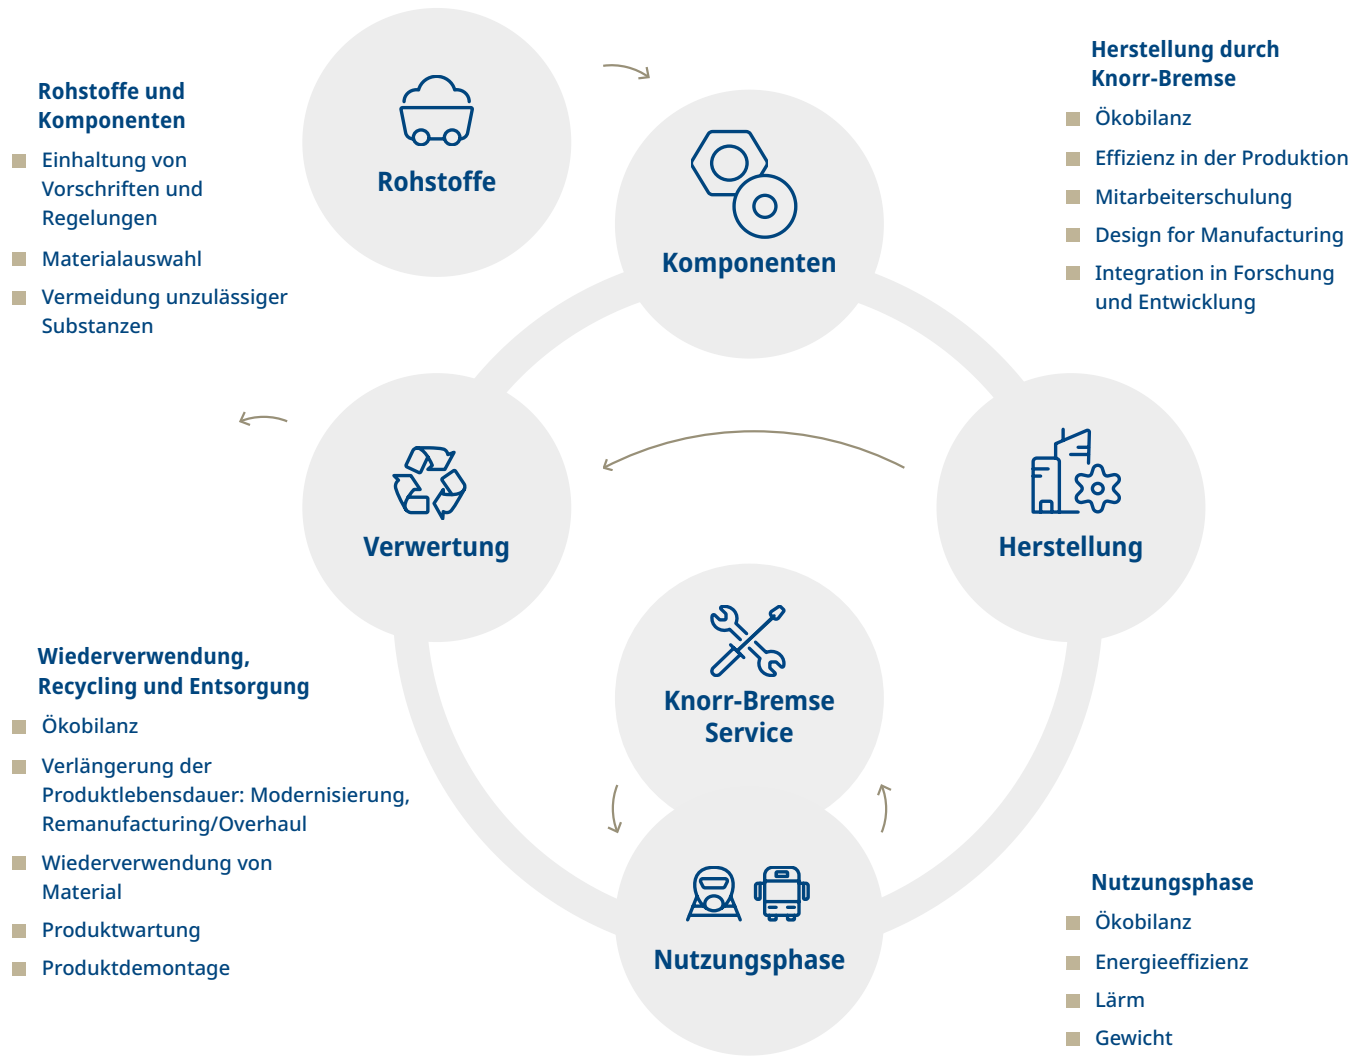 Rohstoffe und
Komponenten
Einhaltung von
Vorschriften und
Regelungen
Materialauswahl
Vermeidung unzulässiger
Substanzen
Rohstoffe
Komponenten
Herstellung durch
Knorr-Bremse
Ökobilanz
Effizienz in der Produktion
Mitarbeiterschulung
Design for Manufacturing
Integration in Forschung
und Entwicklung
Verwertung
Herstellung
Knorr-Bremse
Service
Wiederverwendung,
Recycling und Entsorgung
Ökobilanz
Verlängerung der
Produktlebensdauer: Modernisierung,
Remanufacturing/Overhaul
Wiederverwendung von
Material
Produktwartung
Produktdemontage
Nutzungsphase
Nutzungsphase
Ökobilanz
Energieeffizienz
Lärm
Gewicht